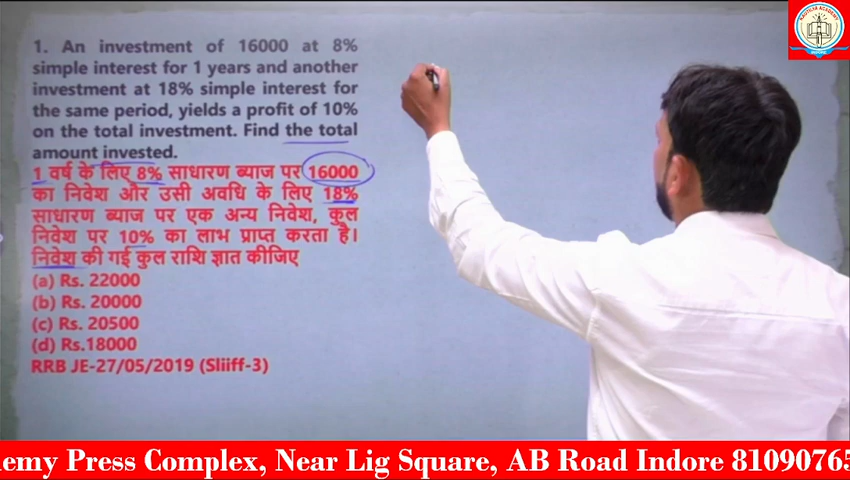 1. An investment of 16000 at 8%
simple interest for 1 years and another
investment at 18% simple interest for
the same period, yields a profit of 10%
on the total investment. Find the total
amount invested.
1 वर्ष के लिए 8% साधारण ब्याज पर 16000
का निवेश और उसी अवधि के लिए 18%
साधारण ब्याज पर एक अन्य निवेश, कुल
निवेश पर 10% का लाभ प्राप्त करता है।
निवेश की गई कुल राशि ज्ञात कीजिए
(a) Rs. 22000
(b) Rs. 20000
(c) Rs. 20500
(d) Rs.18000
RRB JE-27/05/2019 (Sliiff-3)
emy Press Complex, Near Lig Square, AB Road Indore 81090765